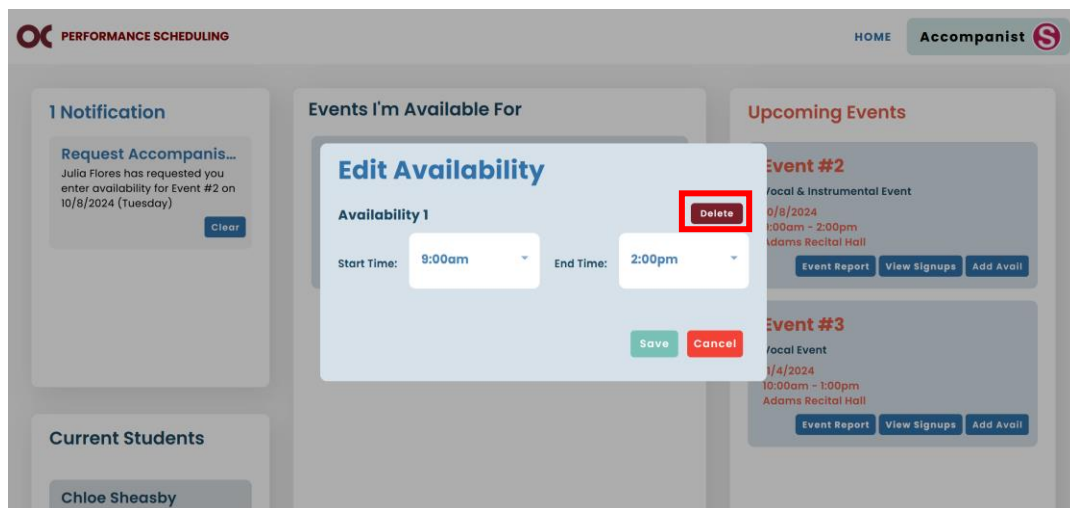 OC PERFORMANCE SCHEDULING
HOME
Accompanist S
1 Notification
Request Accompanis...
Julia Flores has requested you
enter availability for Event #2 on
10/8/2024 (Tuesday)
Clear
Current Students
Chloe Sheasby
Events I'm Available For
Edit Availability
Availability 1
Delete
Start Time:
9:00am
End Time:
2:00pm
Save
Cancel
Upcoming Events
Event #2
Vocal & Instrumental Event
10/8/2024
:00am - 2:00pm
Adams Recital Hall
Event Report
View Signups
Add Avail
Event #3
Vocal Event
/4/2024
10:00am - 1:00pm
Adams Recital Hall
Event Report
View Signups
Add Avail